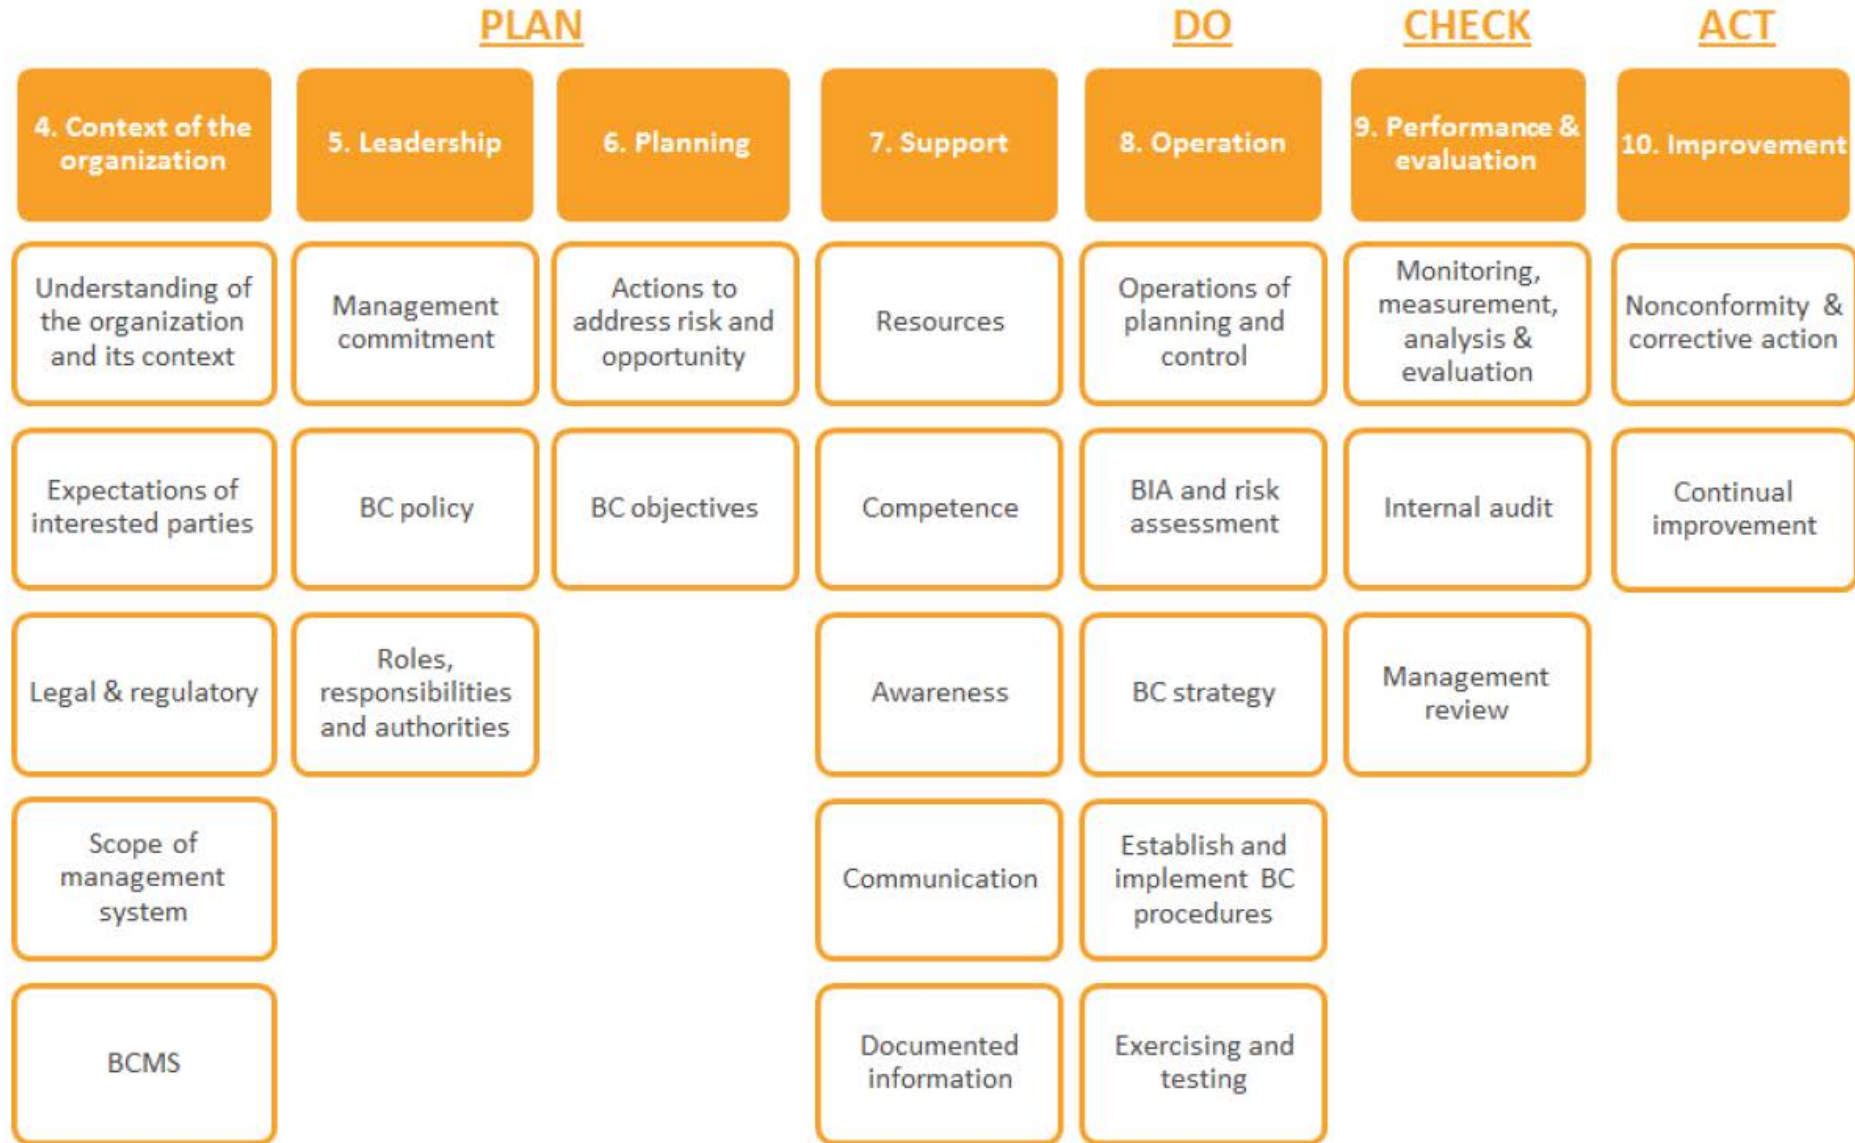 PLAN
DO
CHECK
ACT
4. Context of the
organization
5. Leadership
6. Planning
7. Support
8. Operation
9. Performance &
evaluation
10. Improvement
Understanding of
the organization
and its context
Management
commitment
Actions to
address risk and
opportunity
Resources
Operations of
planning and
control
Monitoring,
measurement,
analysis &
evaluation
Nonconformity &
corrective action
Expectations of
interested parties
BC policy
BC objectives
Competence
BIA and risk
assessment
Internal audit
Continual
improvement
Legal & regulatory
Roles,
responsibilities
and authorities
Awareness
BC strategy
Management
review
Scope of
management
system
Communication
Establish and
implement BC
procedures
BCMS
Documented
information
Exercising and
testing